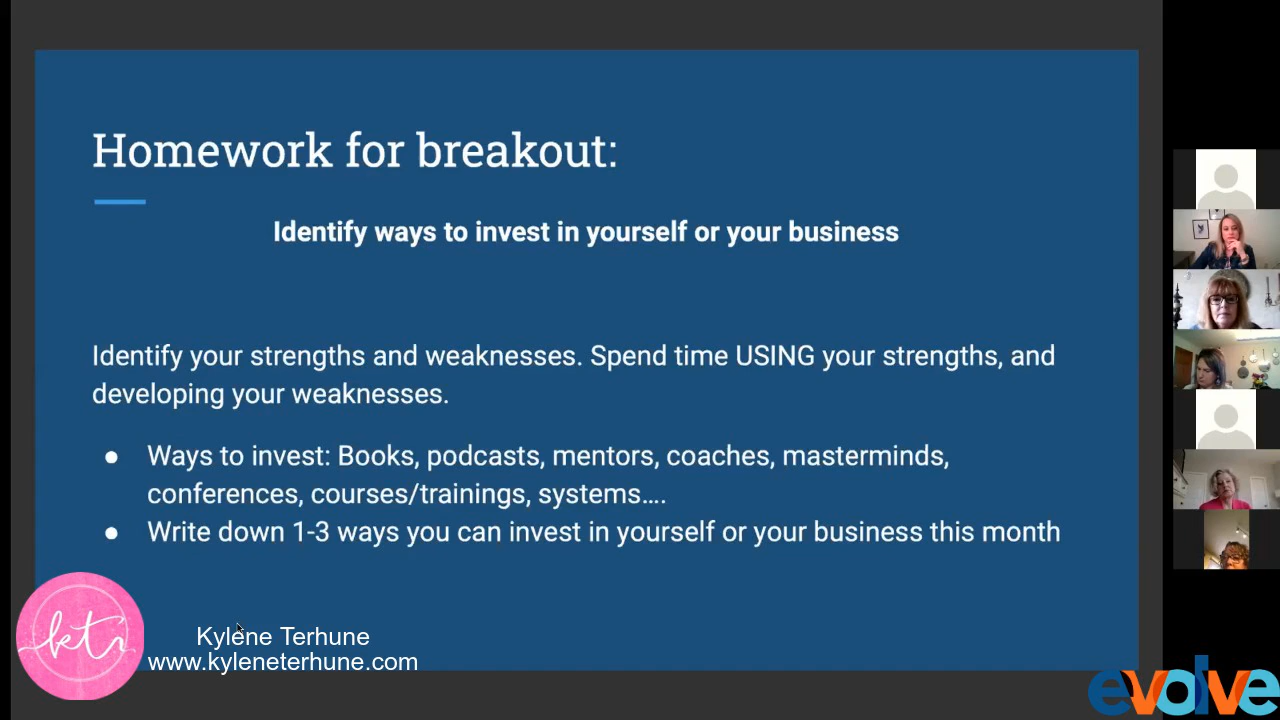 Homework for breakout:
Identify ways to invest in yourself or your business
Identify your strengths and weaknesses. Spend time USING your strengths, and
developing your weaknesses.
● Ways to invest: Books, podcasts, mentors, coaches, masterminds,
conferences, courses/trainings, systems....
● Write down 1-3 ways you can invest in yourself or your business this month
ktr
Kylene Terhune
www.kyleneterhune.com
evolve